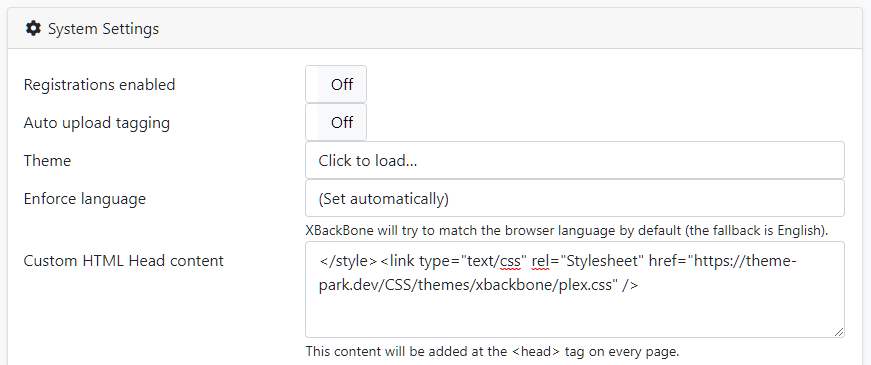 System Settings
Registrations enabled
Off
Auto upload tagging
Off
Theme
Click to load...
Enforce language
(Set automatically)
XBackBone will try to match the browser language by default (the fallback is English).
Custom HTML Head content
</style><link type="text/css" rel="Stylesheet" href="https://theme-
park.dev/CSS/themes/xbackbone/plex.css" />
This content will be added at the <head> tag on every page.